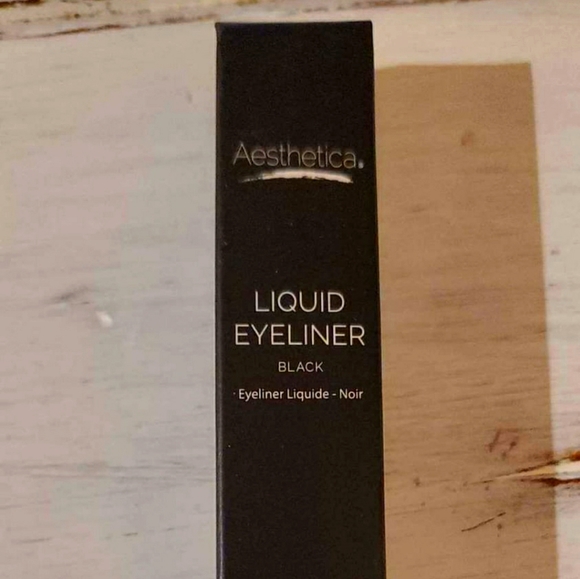 Aesthetica.
LIQUID
EYELINER
BLACK
Eyeliner Liquide - Noir